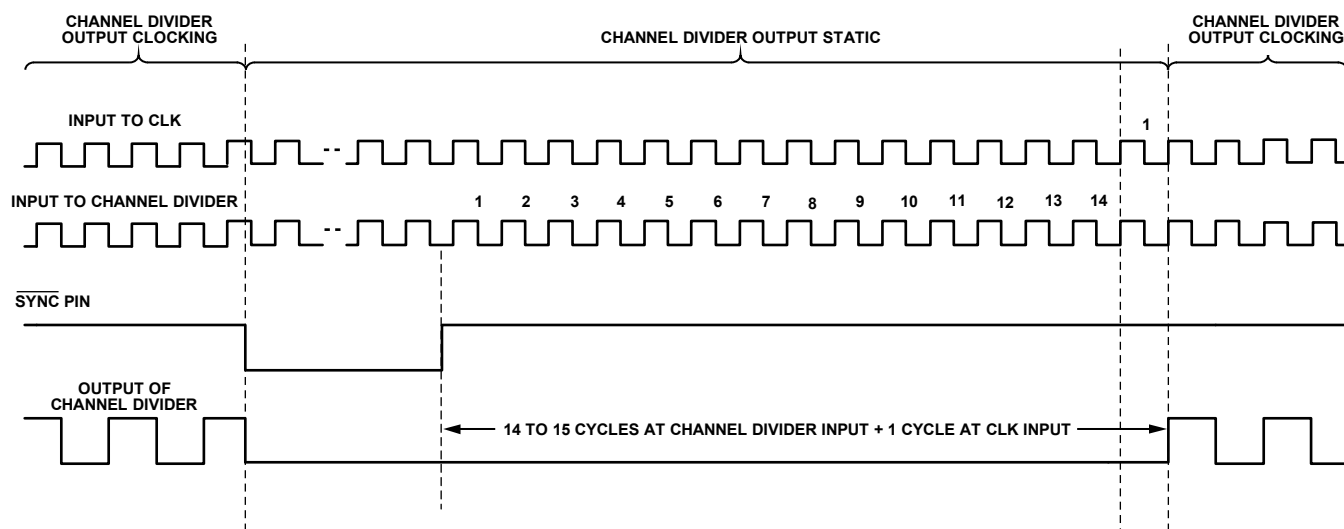 CHANNEL DIVIDER
OUTPUT CLOCKING
CHANNEL DIVIDER OUTPUT STATIC
CHANNEL DIVIDER
OUTPUT CLOCKING
INPUT TO CLK
1
INPUT TO CHANNEL DIVIDER
1 2 3 4 5 6 7 8 9 10 11 12 13 14
SYNC PIN
OUTPUT OF
CHANNEL DIVIDER
14 TO 15 CYCLES AT CHANNEL DIVIDER INPUT + 1 CYCLE AT CLK INPUT